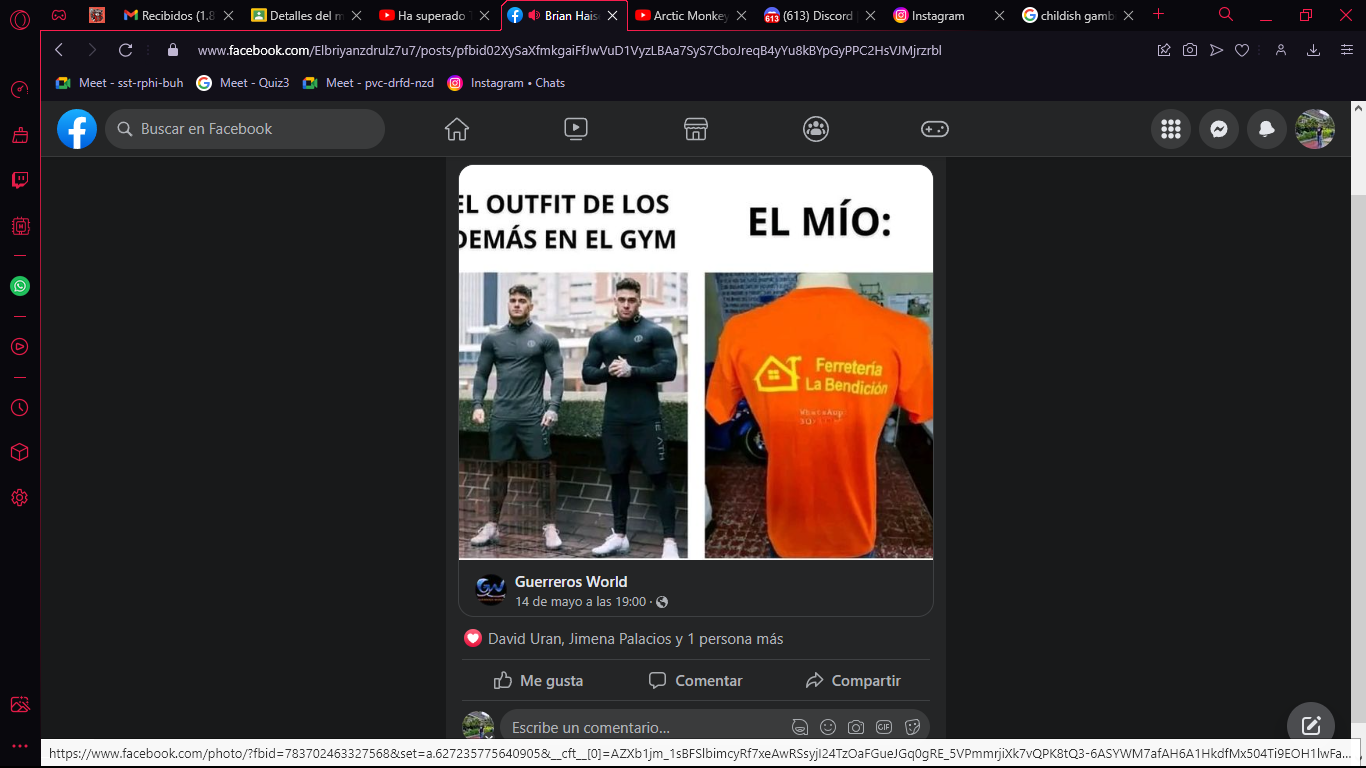 Recibidos (1.8
Detalles del m
Ha superado
Brian Hais
Arctic Monkey
(613) Discord
Instagram
childish gamb
www.facebook.com/Elbriyanzdrulz7u7/posts/pfbid02XySaXfmkgaiFfJwVuD1VyzLBAa7SyS7CboJreqB4yYu8kBYpGyPPC2HsVJMjrzrbl
Meet - sst-rphi-buh
Meet - Quiz3
Meet - pvc-drfd-nzd
Instagram • Chats
Buscar en Facebook
EL OUTFIT DE LOS
DEMÁS EN EL GYM
EL MÍO:
Ferretería
La Bendición
WhatsApp
Guerreros World
14 de mayo a las 19:00
David Uran, Jimena Palacios y 1 persona más
Me gusta
Comentar
Compartir
Escribe un comentario...
GIF
https://www.facebook.com/photo/?fbid=783702463327568&set=a.627235775640905&__cft__[0]=AZXb1jm_1sBFSlbimcyRf7xeAwRSsyjI24TzOaFGueJGq0gRE_5VPmmrjiXk7vQPK8tQ3-6ASYWM7afAH6A1HkdfMx504Ti9EOH1lwFa...